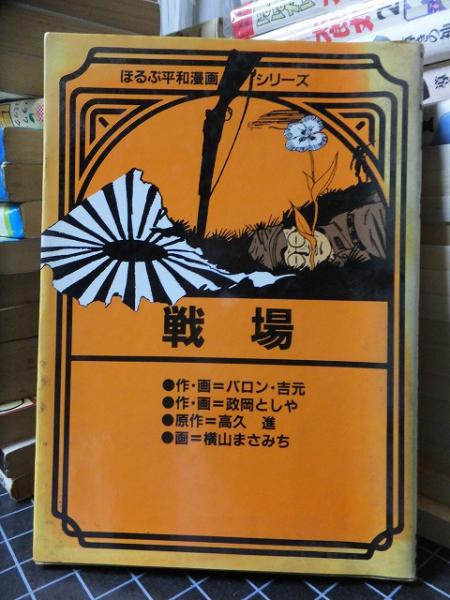 ほるぷ平和漫画シリーズ
戦場
●作・画＝バロン・吉元
●作・画＝政岡としや
●原作＝高久 進
●画＝横山まさみち